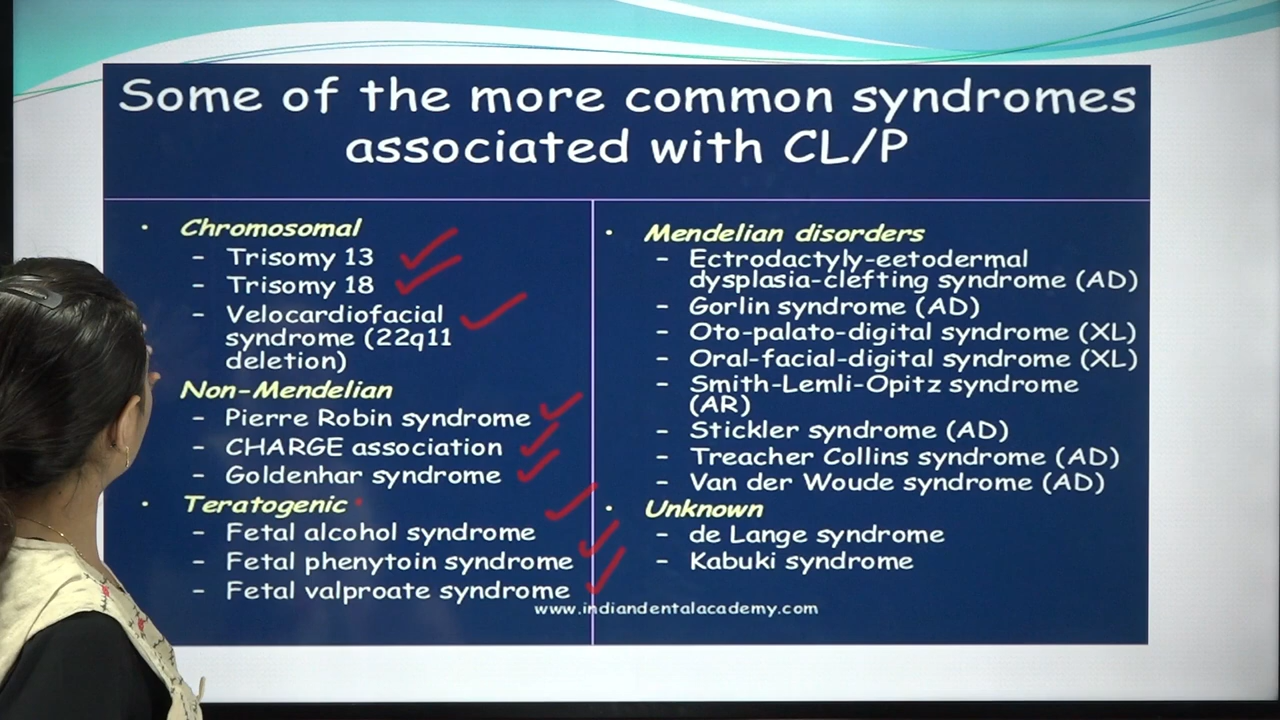 Some of the more common syndromes
associated with CL/P
• Chromosomal
– Trisomy 13
– Trisomy 18
– Velocardiofacial
syndrome (22q11
deletion)
Non-Mendelian
– Pierre Robin syndrome
– CHARGE association
– Goldenhar syndrome
• Teratogenic
– Fetal alcohol syndrome
– Fetal phenytoin syndrome
– Fetal valproate syndrome
• Mendelian disorders
– Ectrodactyly-eetodermal
dysplasia-clefting syndrome (AD)
– Gorlin syndrome (AD)
– Oto-palato-digital syndrome (XL)
– Oral-facial-digital syndrome (XL)
– Smith-Lemli-Opitz syndrome
(AR)
– Stickler syndrome (AD)
– Treacher Collins syndrome (AD)
– Van der Woude syndrome (AD)
• Unknown
– de Lange syndrome
– Kabuki syndrome
www.indiandentalacademy.com